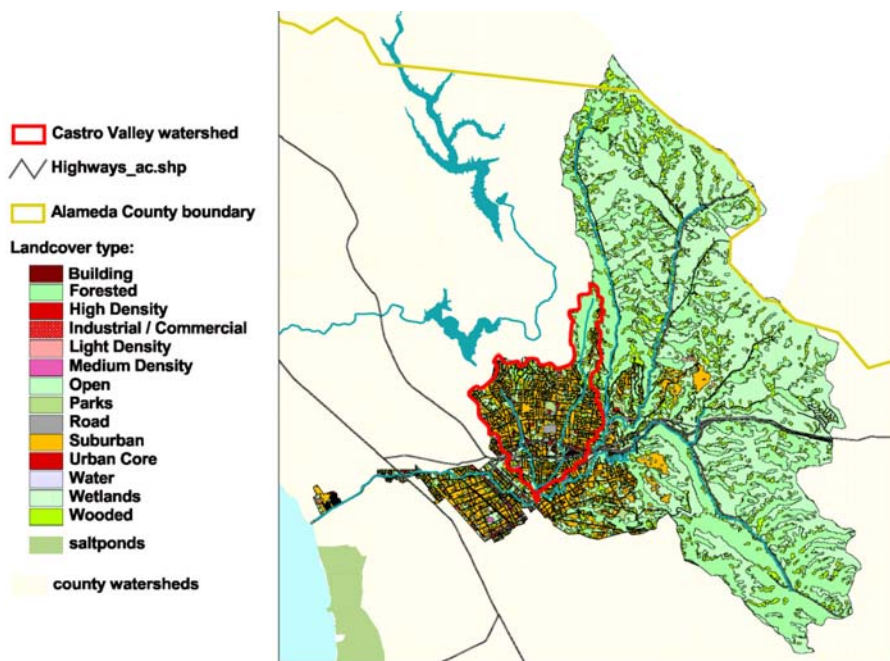 Castro Valley watershed
Highways_ac.shp
Alameda County boundary
Landcover type:
Building
Forested
High Density
Industrial / Commercial
Light Density
Medium Density
Open
Parks
Road
Suburban
Urban Core
Water
Wetlands
Wooded
saltponds
county watersheds